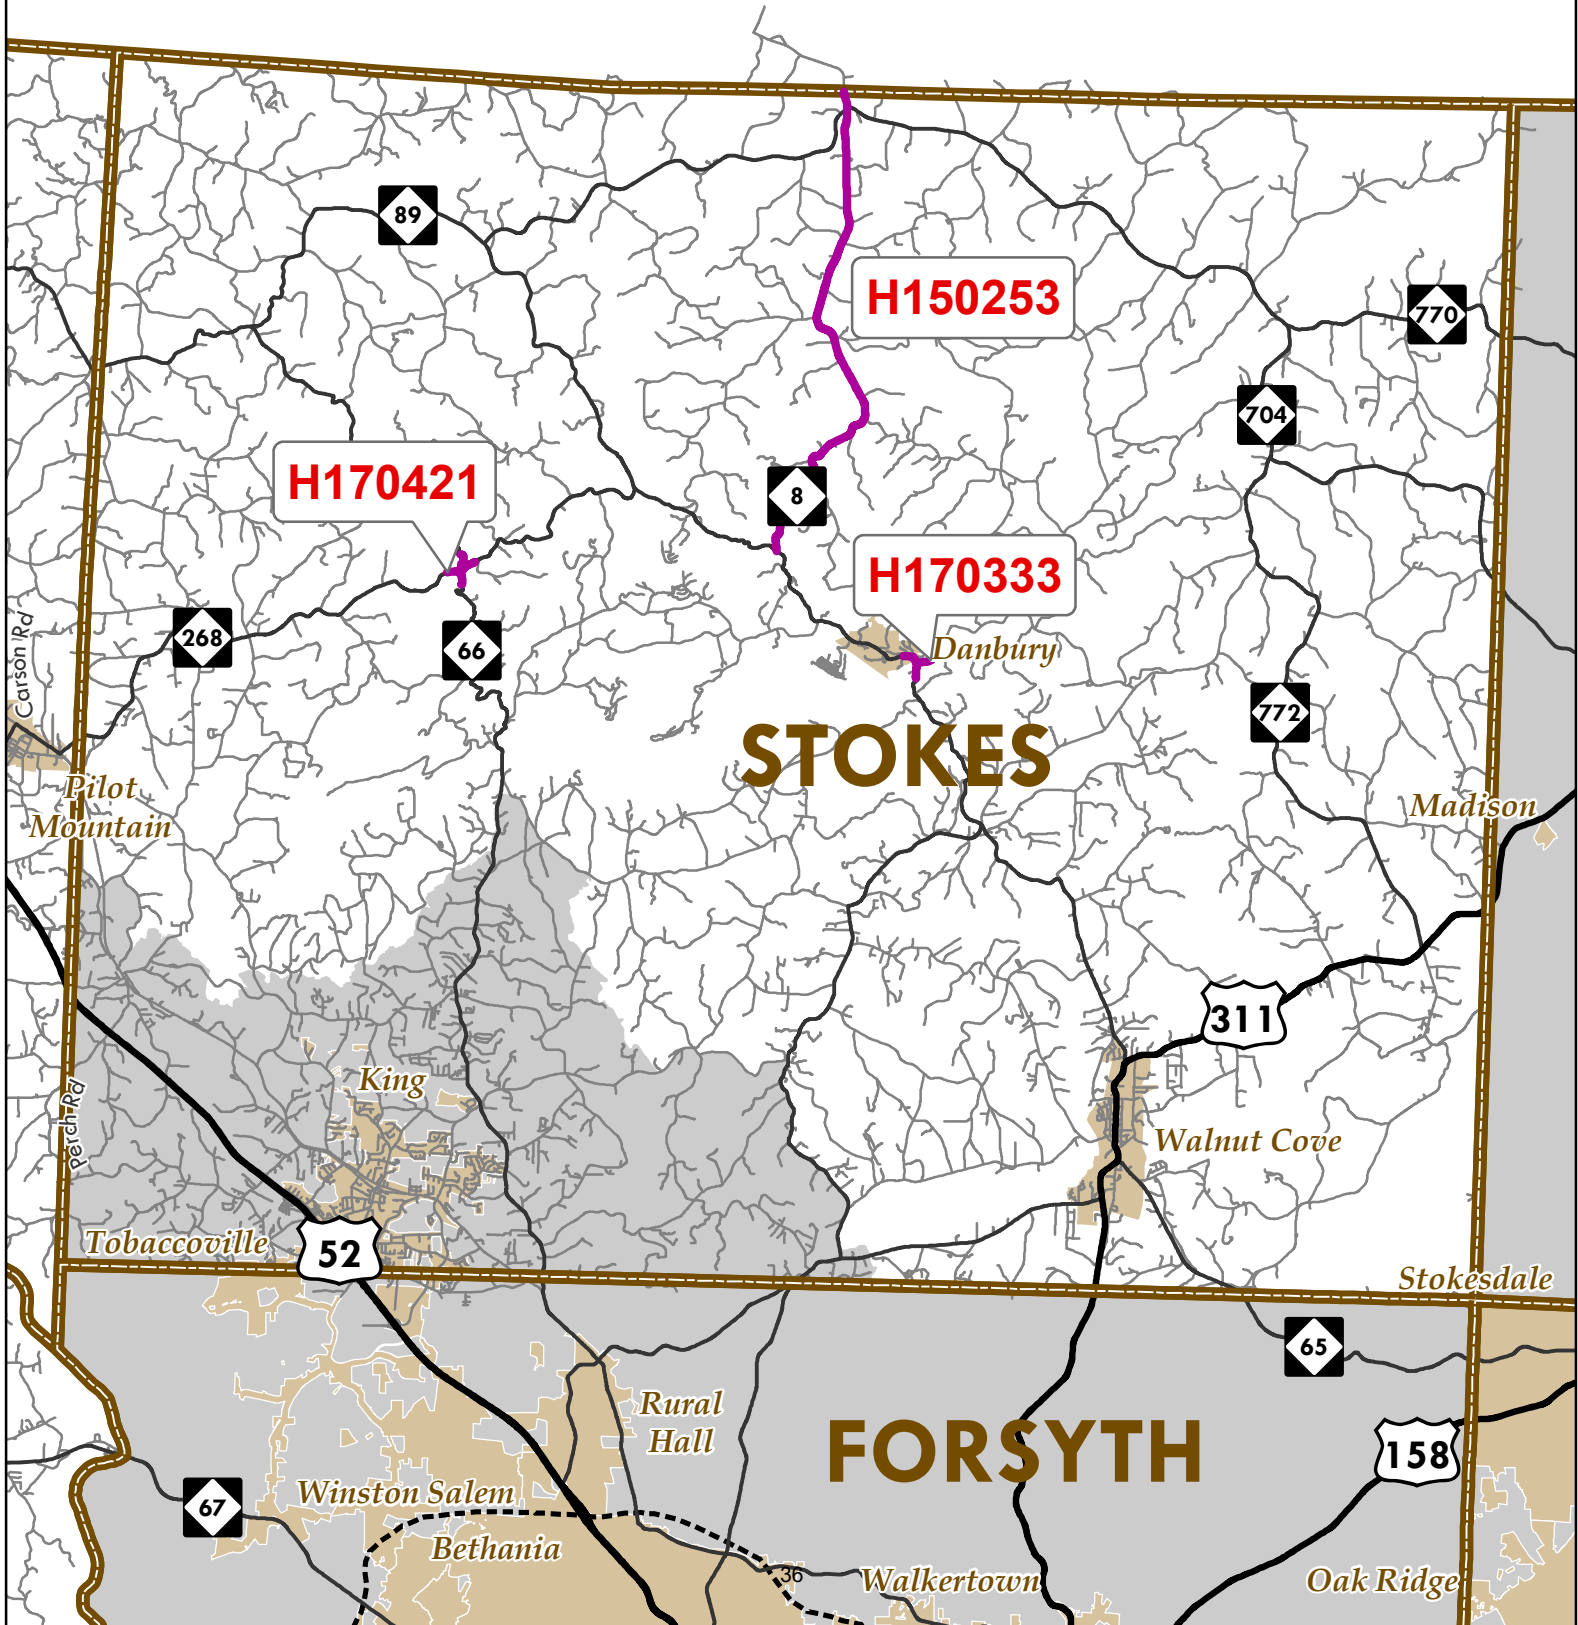 89
H150253
770
704
H170421
8
H170333
Carson Rd
268
66
Danbury
772
STOKES
Pilot
Mountain
Madison
311
King
Perch Rd
Walnut Cove
Tobaccoville
52
Stokesdale
65
Rural
Hall
FORSYTH
158
Winston Salem
67
Bethania
36
Walkertown
Oak Ridge